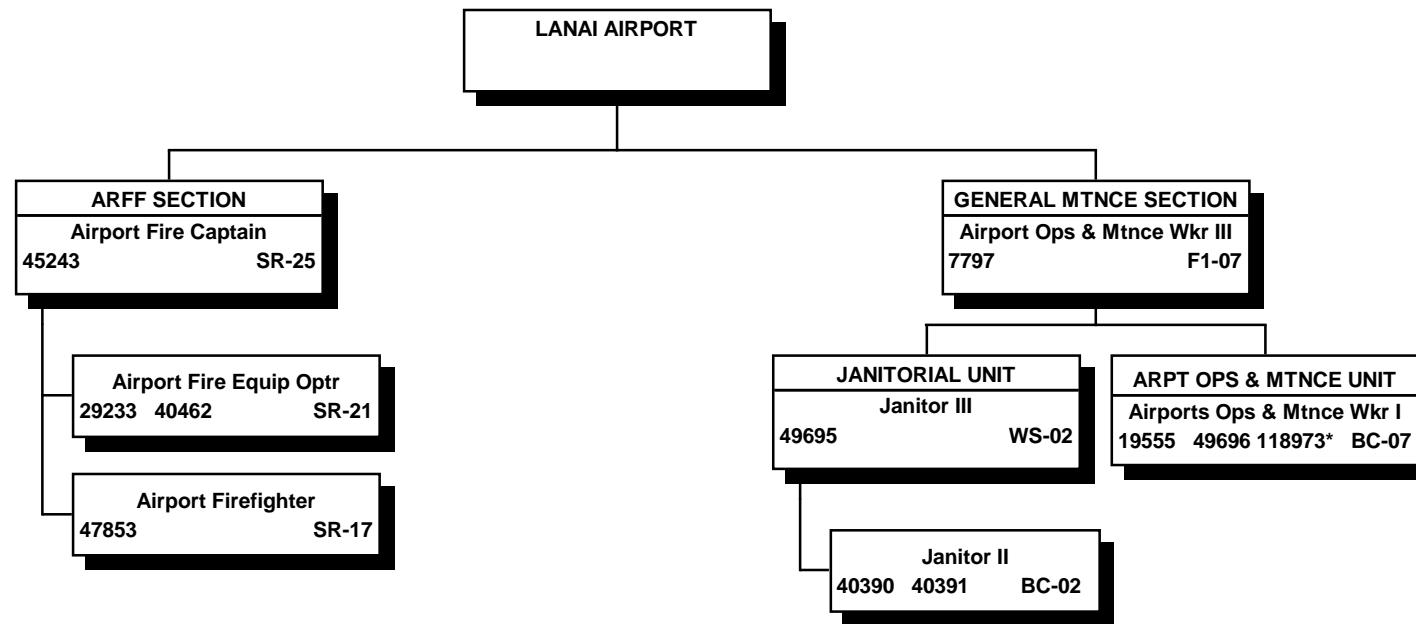 LANAI AIRPORT
ARFF SECTION
Airport Fire Captain
45243 SR-25
Airport Fire Equip Optr
29233 40462 SR-21
Airport Firefighter
47853 SR-17
GENERAL MTNCE SECTION
Airport Ops & Mtnce Wkr III
7797 F1-07
JANITORIAL UNIT
Janitor III
49695 WS-02
Janitor II
40390 40391 BC-02
ARPT OPS & MTNCE UNIT
Airports Ops & Mtnce Wkr I
19555 49696 118973* BC-07